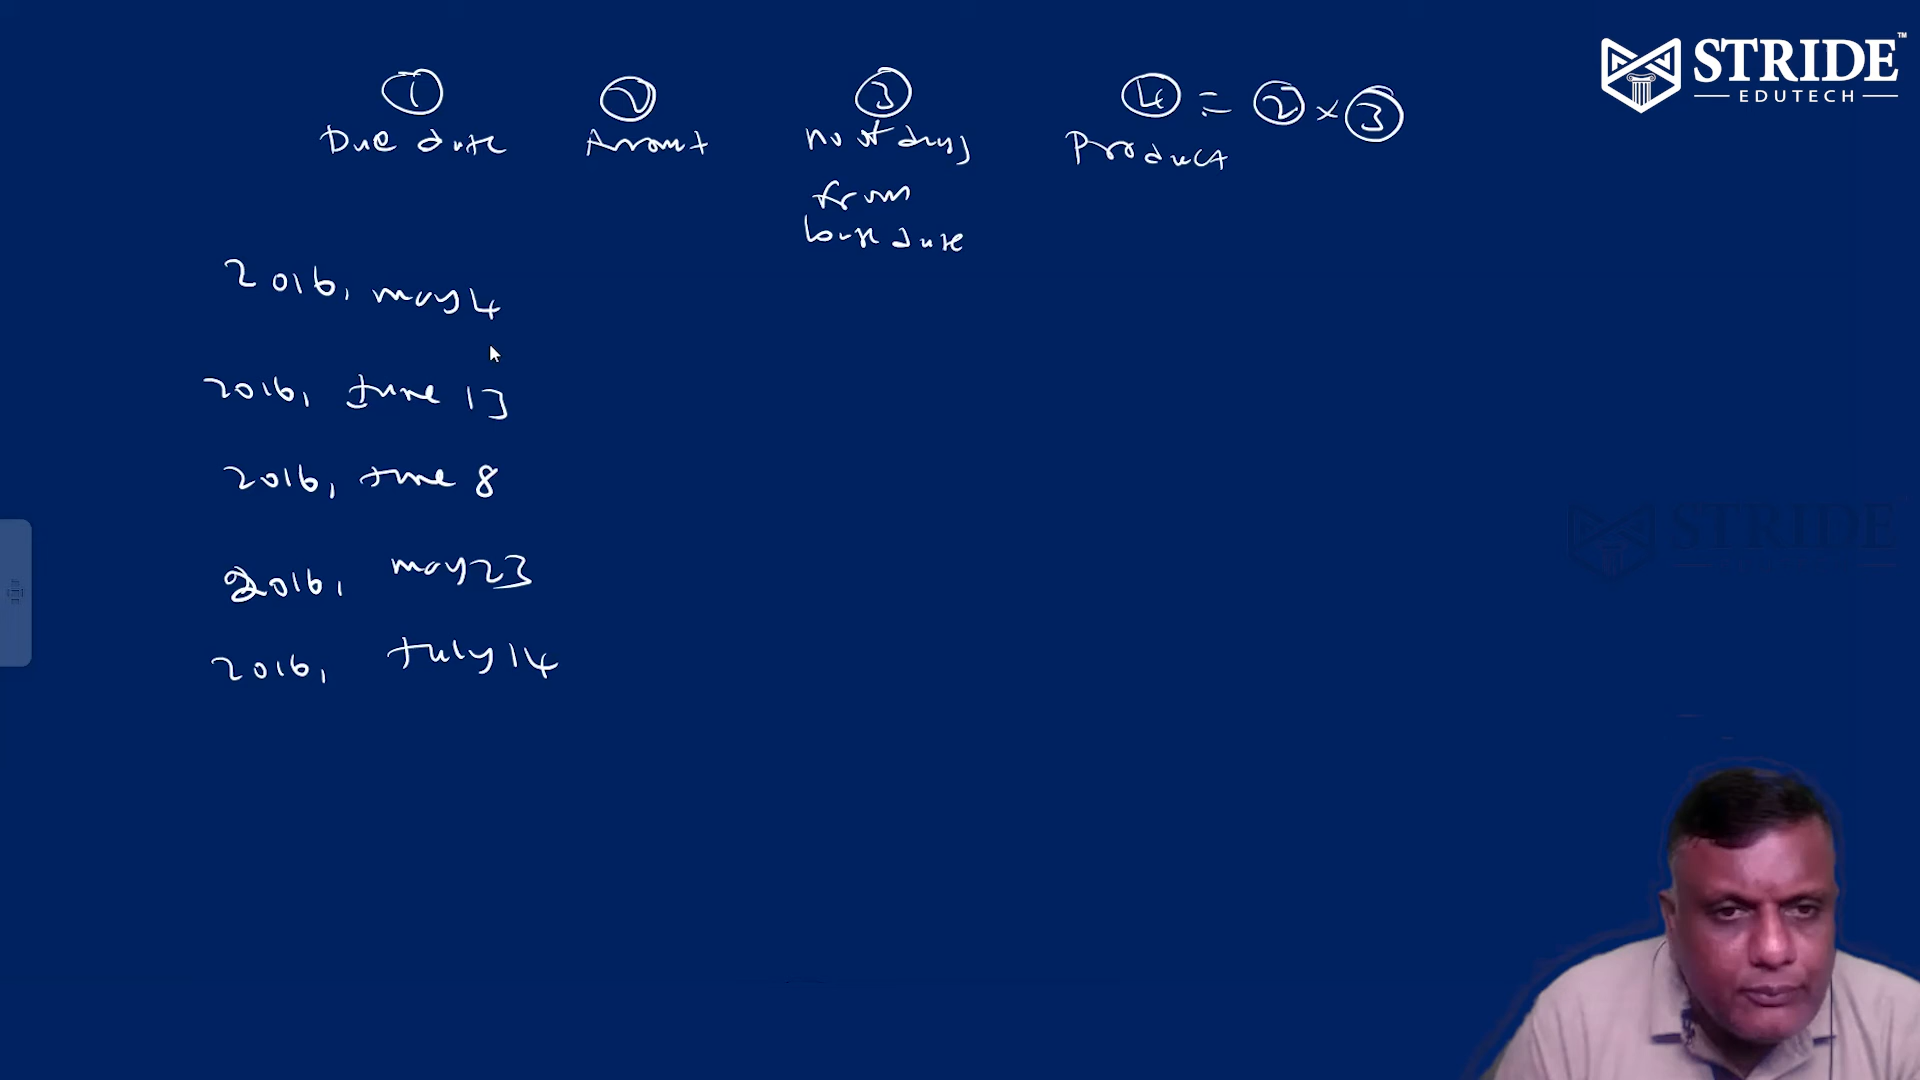 STRIDE™
EDUTECH
① ② ③ ④ = ② × ③
Due date Amount no of days Product
from
base date
2016, may 4
2016, June 13
2016, June 8
2016, may 23
2016, July 14
STRIDE